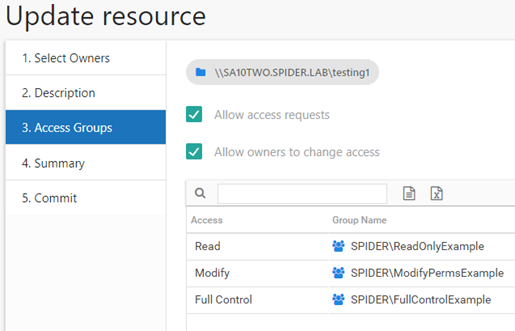 Update resource
1. Select Owners
2. Description
3. Access Groups
4. Summary
5. Commit
\\SA10TWO.SPIDER.LAB\testing1
Allow access requests
Allow owners to change access
Access Group Name
Read SPIDER\ReadOnlyExample
Modify SPIDER\ModifyPermsExample
Full Control SPIDER\FullControlExample